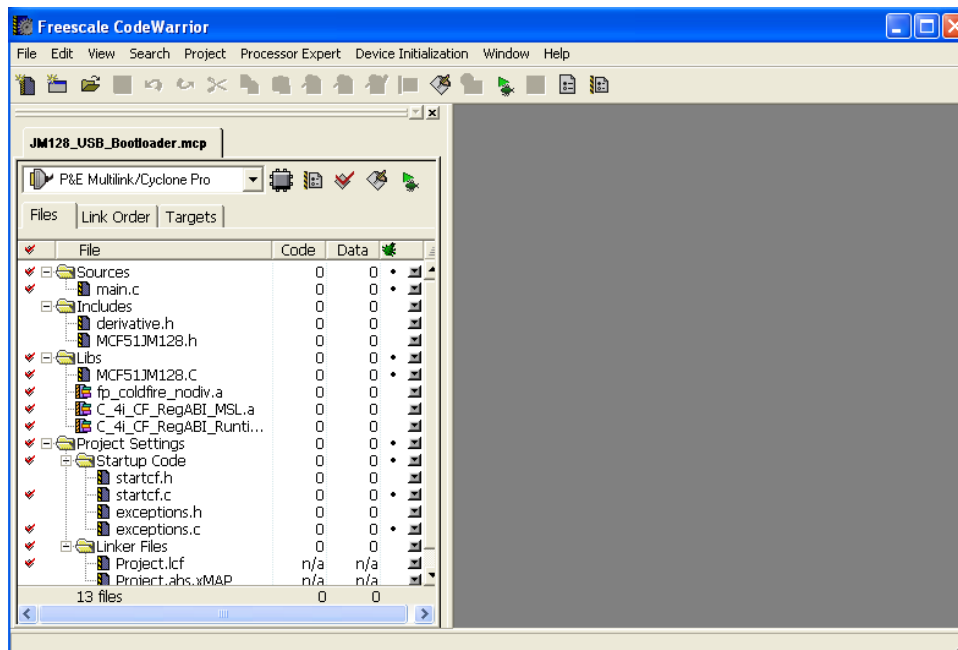 Freescale CodeWarrior
File Edit View Search Project Processor Expert Device Initialization Window Help
JM128_USB_Bootloader.mcp
P&E Multilink/Cyclone Pro
Files Link Order Targets
File Code Data
Sources 0 0
main.c 0 0
Includes 0 0
derivative.h 0 0
MCF51JM128.h 0 0
Libs 0 0
MCF51JM128.C 0 0
fp_coldfire_nodiv.a 0 0
C_4i_CF_RegABI_MSL.a 0 0
C_4i_CF_RegABI_Runti... 0 0
Project Settings 0 0
Startup Code 0 0
startcf.h 0 0
startcf.c 0 0
exceptions.h 0 0
exceptions.c 0 0
Linker Files 0 0
Project.lcf n/a n/a
Project.abs.xMAP n/a n/a
13 files 0 0